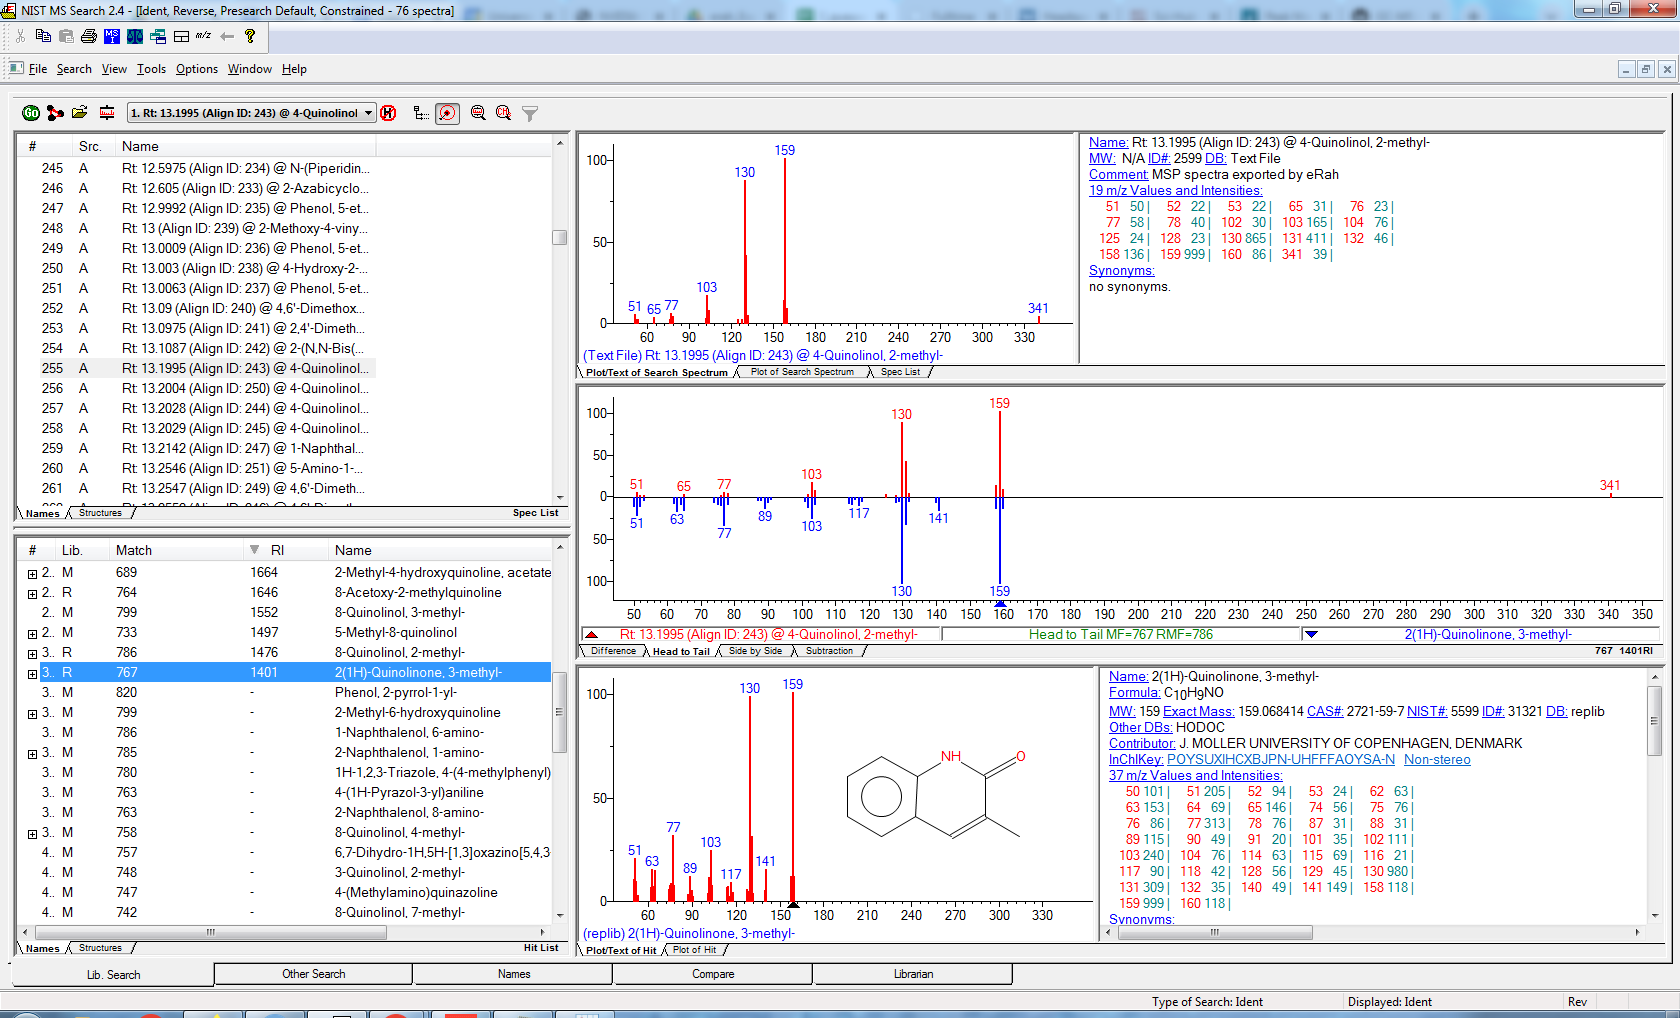 NIST MS Search 2.4 - [Ident, Reverse, Presearch Default, Constrained - 76 spectra]
File Search View Tools Options Window Help
1. Rt: 13.1995 (Align ID: 243) @ 4-Quinolinol
# Src. Name
245 A Rt: 12.5975 (Align ID: 234) @ N-(Piperidin...
246 A Rt: 12.605 (Align ID: 233) @ 2-Azabicyclo...
247 A Rt: 12.9992 (Align ID: 235) @ Phenol, 5-et...
248 A Rt: 13 (Align ID: 239) @ 2-Methoxy-4-viny...
249 A Rt: 13.0009 (Align ID: 236) @ Phenol, 5-et...
250 A Rt: 13.003 (Align ID: 238) @ 4-Hydroxy-2-...
251 A Rt: 13.0063 (Align ID: 237) @ Phenol, 5-et...
252 A Rt: 13.09 (Align ID: 240) @ 4,6'-Dimethox...
253 A Rt: 13.0975 (Align ID: 241) @ 2,4'-Dimeth...
254 A Rt: 13.1087 (Align ID: 242) @ 2-(N,N-Bis(...
255 A Rt: 13.1995 (Align ID: 243) @ 4-Quinolinol...
256 A Rt: 13.2004 (Align ID: 250) @ 4-Quinolinol...
257 A Rt: 13.2028 (Align ID: 244) @ 4-Quinolinol...
258 A Rt: 13.2029 (Align ID: 245) @ 4-Quinolinol...
259 A Rt: 13.2142 (Align ID: 247) @ 1-Naphthal...
260 A Rt: 13.2546 (Align ID: 251) @ 5-Amino-1-...
261 A Rt: 13.2547 (Align ID: 249) @ 4,6'-Dimeth...
Names Structures Spec List
# Lib. Match RI Name
2.. M 689 1664 2-Methyl-4-hydroxyquinoline, acetate
2.. R 764 1646 8-Acetoxy-2-methylquinoline
2.. M 799 1552 8-Quinolinol, 3-methyl-
2.. M 733 1497 5-Methyl-8-quinolinol
3.. R 786 1476 8-Quinolinol, 2-methyl-
3.. R 767 1401 2(1H)-Quinolinone, 3-methyl-
3.. M 820 - Phenol, 2-pyrrol-1-yl-
3.. M 799 - 2-Methyl-6-hydroxyquinoline
3.. M 786 - 1-Naphthalenol, 6-amino-
3.. M 785 - 2-Naphthalenol, 1-amino-
3.. M 780 - 1H-1,2,3-Triazole, 4-(4-methylphenyl)
3.. M 763 - 4-(1H-Pyrazol-3-yl)aniline
3.. M 763 - 2-Naphthalenol, 8-amino-
3.. M 758 - 8-Quinolinol, 4-methyl-
4.. M 757 - 6,7-Dihydro-1H,5H-[1,3]oxazino[5,4,3-
4.. M 748 - 3-Quinolinol, 2-methyl-
4.. M 747 - 4-(Methylamino)quinazoline
4.. M 742 - 8-Quinolinol, 7-methyl-
Names Structures Hit List
100 50 0
51 65 77 103 130 159 341
60 90 120 150 180 210 240 270 300 330
(Text File) Rt: 13.1995 (Align ID: 243) @ 4-Quinolinol, 2-methyl-
Plot/Text of Search Spectrum Plot of Search Spectrum Spec List
Name: Rt: 13.1995 (Align ID: 243) @ 4-Quinolinol, 2-methyl-
MW: N/A ID#: 2599 DB: Text File
Comment: MSP spectra exported by eRah
19 m/z Values and Intensities:
51 50 | 52 22 | 53 22 | 65 31 | 76 23 |
77 58 | 78 40 | 102 30 | 103 165 | 104 76 |
125 24 | 128 23 | 130 865 | 131 411 | 132 46 |
158 136 | 159 999 | 160 86 | 341 39 |
Synonyms:
no synonyms.
100 50 0 50 100
51 65 77 103 130 159 341
51 63 77 89 103 117 130 141 159
50 60 70 80 90 100 110 120 130 140 150 160 170 180 190 200 210 220 230 240 250 260 270 280 290 300 310 320 330 340 350
Rt: 13.1995 (Align ID: 243) @ 4-Quinolinol, 2-methyl- Head to Tail MF=767 RMF=786 2(1H)-Quinolinone, 3-methyl-
Difference Head to Tail Side by Side Subtraction 767 1401RI
100 50 0
51 63 77 89 103 117 130 141 159
NH O
60 90 120 150 180 210 240 270 300 330
(replib) 2(1H)-Quinolinone, 3-methyl-
Plot/Text of Hit Plot of Hit
Name: 2(1H)-Quinolinone, 3-methyl-
Formula: C10H9NO
MW: 159 Exact Mass: 159.068414 CAS#: 2721-59-7 NIST#: 5599 ID#: 31321 DB: replib
Other DBs: HODOC
Contributor: J. MOLLER UNIVERSITY OF COPENHAGEN, DENMARK
InChIKey: POYSUXIHCXBJPN-UHFFFAOYSA-N Non-stereo
37 m/z Values and Intensities:
50 101 | 51 205 | 52 94 | 53 24 | 62 63 |
63 153 | 64 69 | 65 146 | 74 56 | 75 76 |
76 86 | 77 313 | 78 76 | 87 31 | 88 31 |
89 115 | 90 49 | 91 20 | 101 35 | 102 111 |
103 240 | 104 76 | 114 63 | 115 69 | 116 21 |
117 90 | 118 42 | 128 56 | 129 45 | 130 980 |
131 309 | 132 35 | 140 49 | 141 149 | 158 118 |
159 999 | 160 118 |
Synonyms:
Lib. Search Other Search Names Compare Librarian
Type of Search: Ident Displayed: Ident Rev